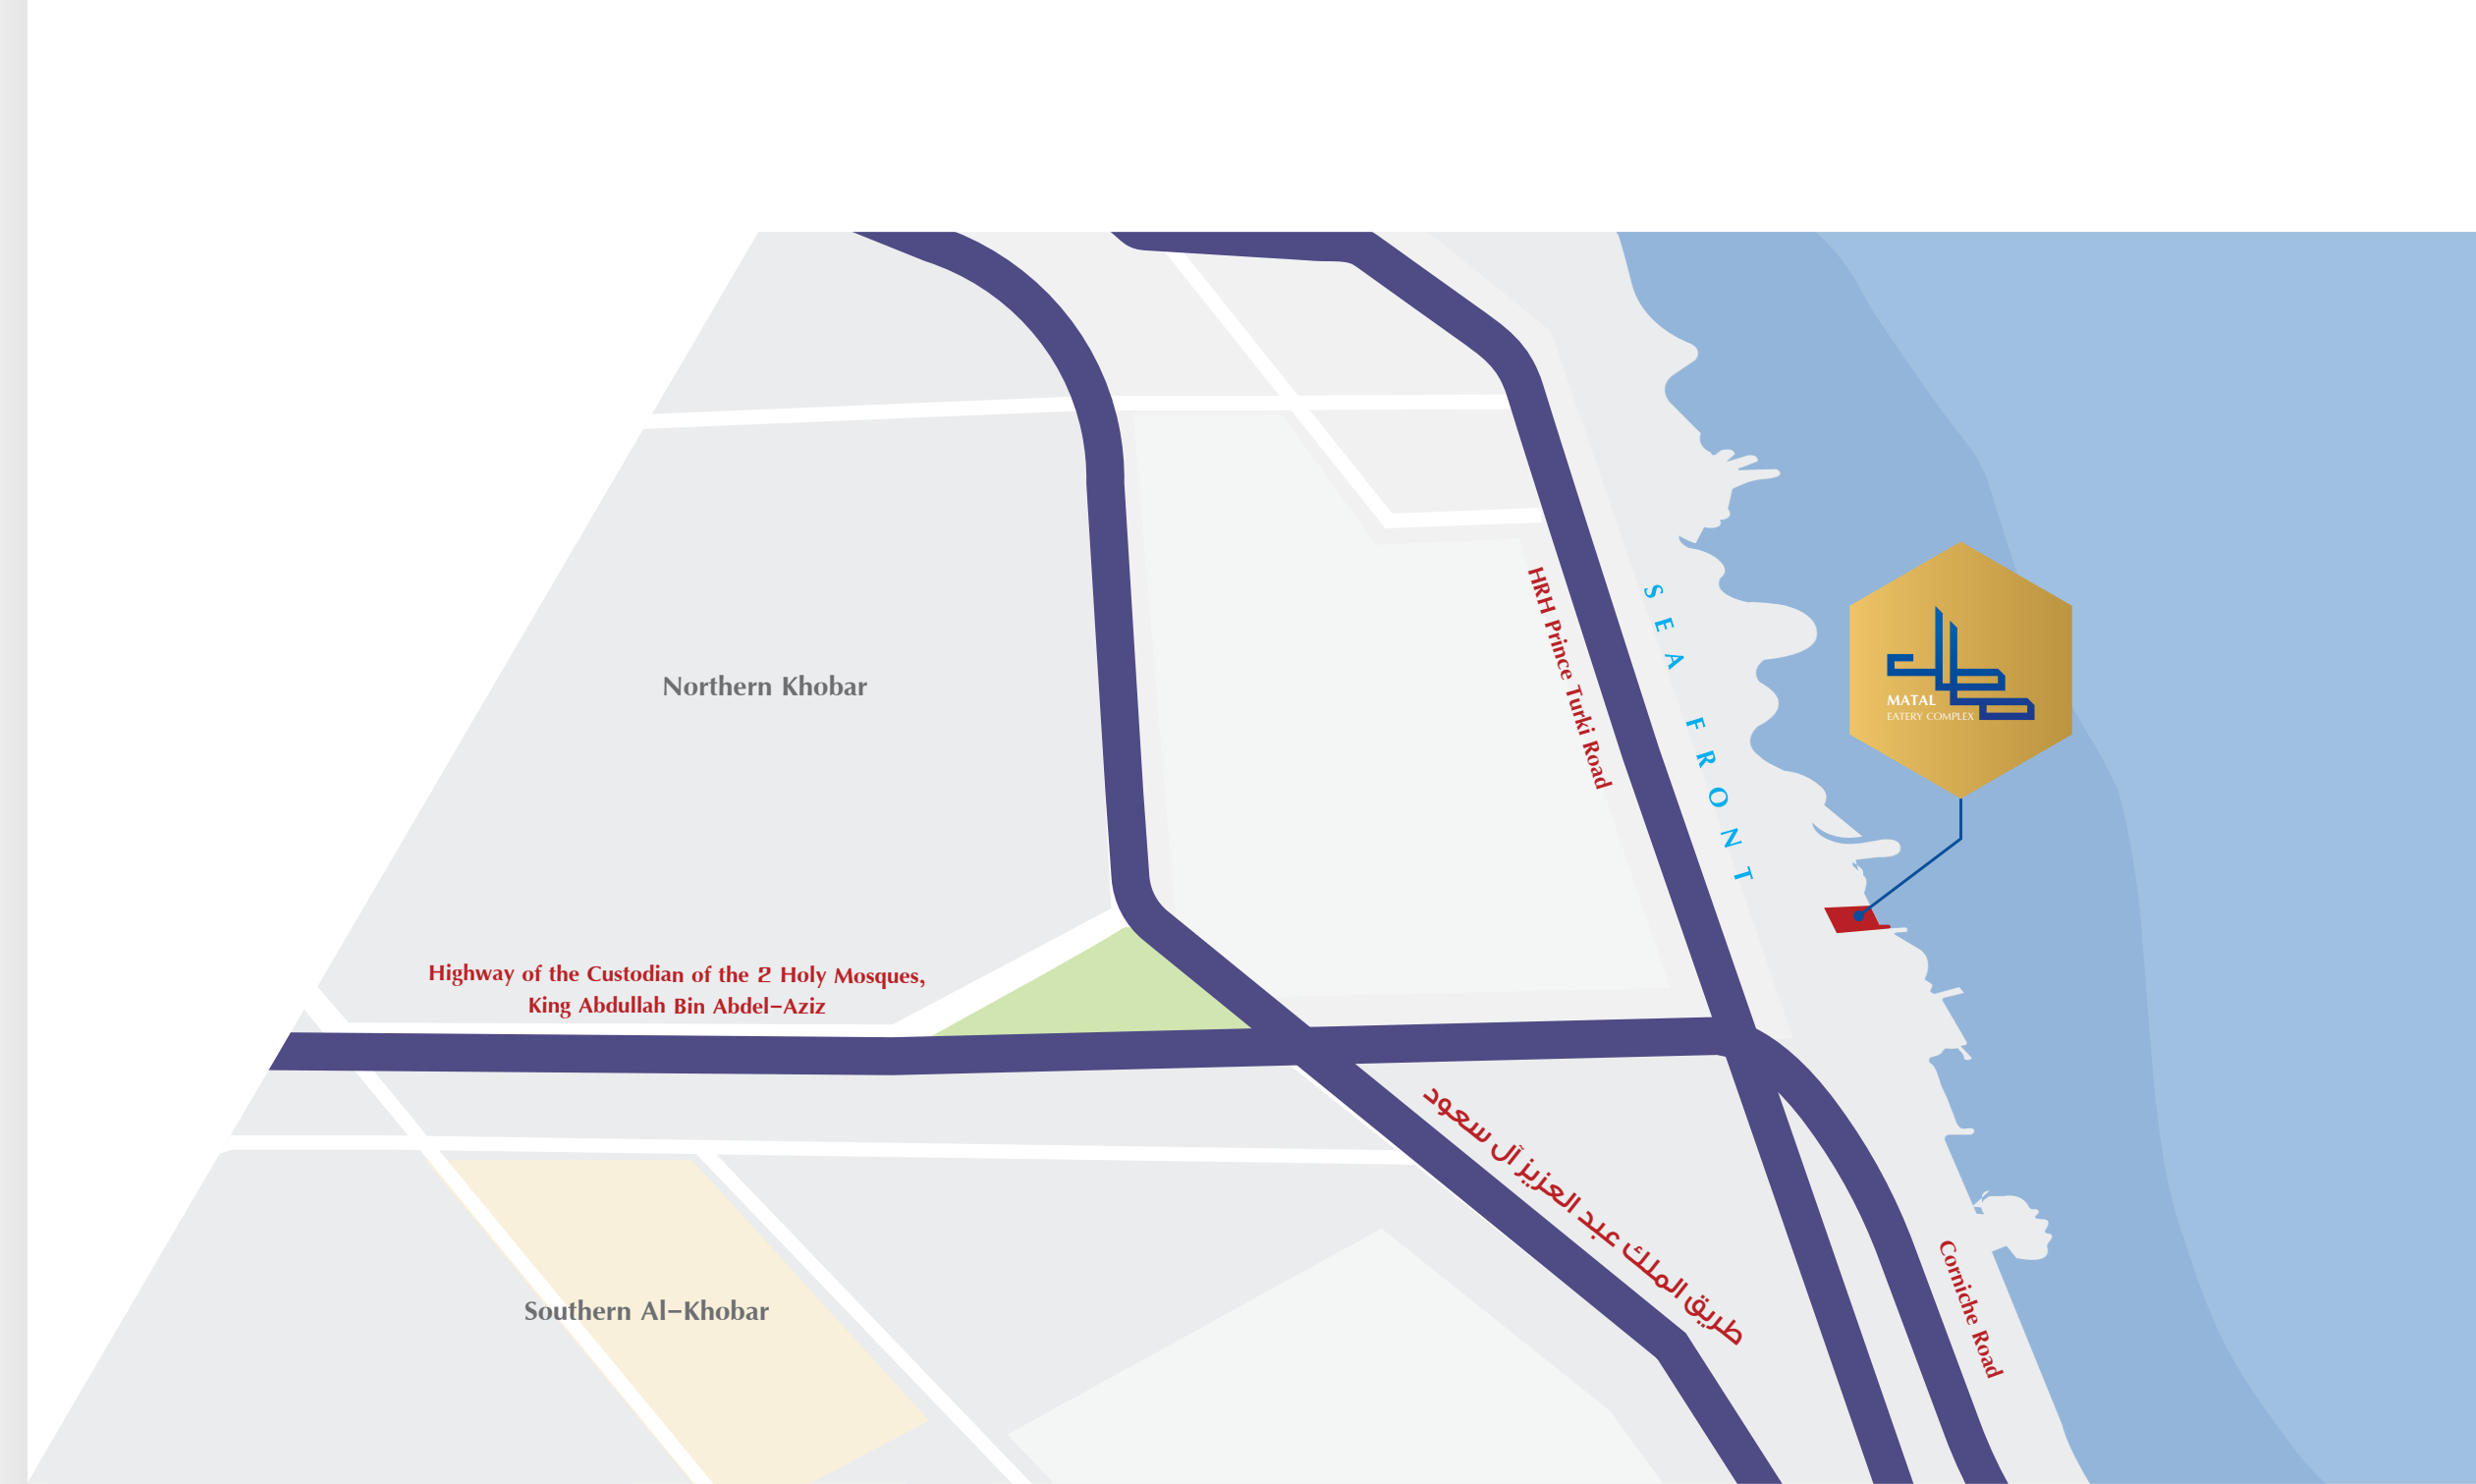 HRH Prince Turki Road
SEA FRONT
MATAL
EATERY COMPLEX
Northern Khobar
Highway of the Custodian of the 2 Holy Mosques,
King Abdullah Bin Abdel-Aziz
طريق الملك عبد العزيز آل سعود
Southern Al-Khobar
Corniche Road